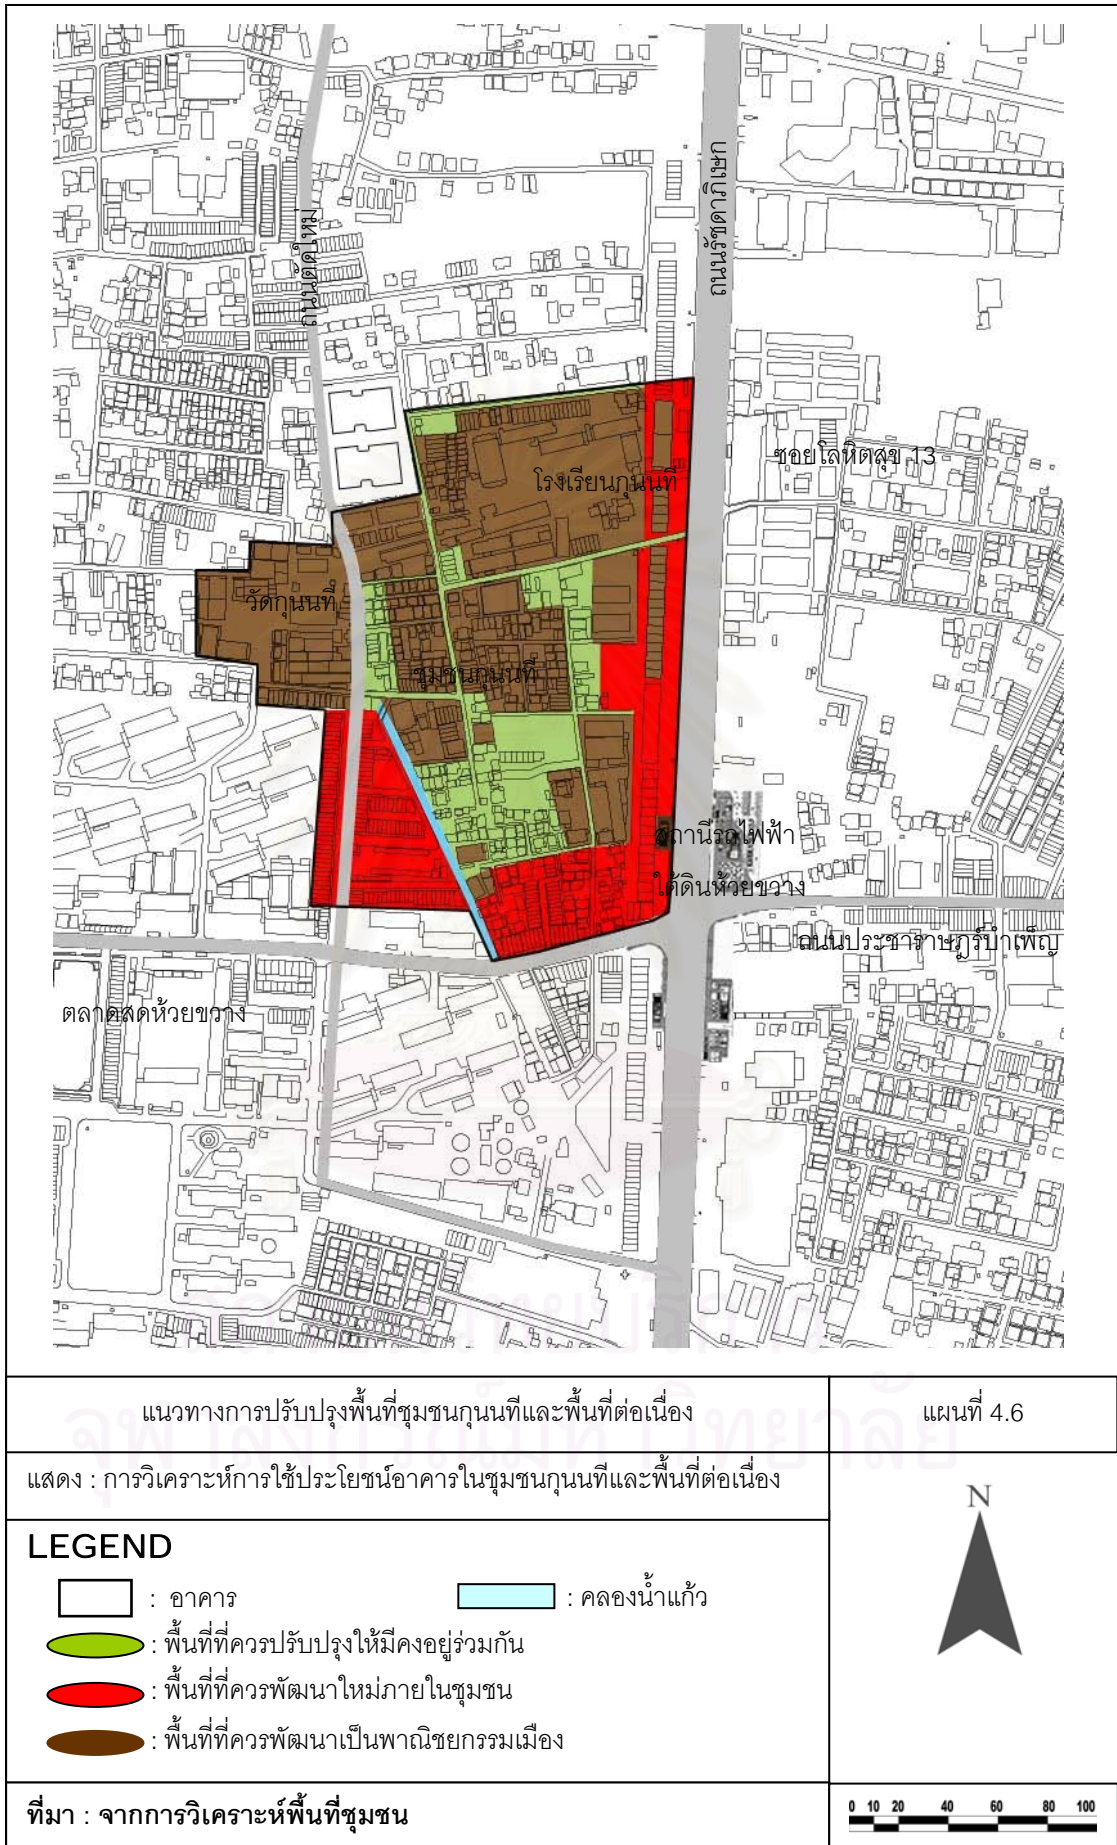 ถนนตัดใหม่
ถนนรัชดาภิเษก
ซอยโลหิตสุข 13
โรงเรียนกุนนที
วัดกุนนที
ชุมชนกุนนที
สถานีรถไฟฟ้า
ใต้ดินห้วยขวาง
ถนนประชาราษฎร์บำเพ็ญ
ตลาดสดห้วยขวาง
จุฬาลงกรณ์มหาวิทยาลัย
แนวทางการปรับปรุงพื้นที่ชุมชนกุนนทีและพื้นที่ต่อเนื่อง
แผนที่ 4.6
แสดง : การวิเคราะห์การใช้ประโยชน์อาคารในชุมชนกุนนทีและพื้นที่ต่อเนื่อง
N
LEGEND
: อาคาร
: คลองน้ำแก้ว
: พื้นที่ที่ควรปรับปรุงให้มีคงอยู่ร่วมกัน
: พื้นที่ที่ควรพัฒนาใหม่ภายในชุมชน
: พื้นที่ที่ควรพัฒนาเป็นพาณิชยกรรมเมือง
ที่มา : จากการวิเคราะห์พื้นที่ชุมชน
0 10 20 40 60 80 100